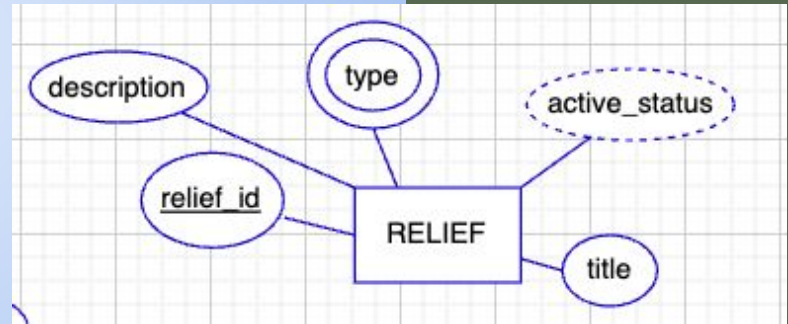 type
description
active_status
relief_id
RELIEF
title